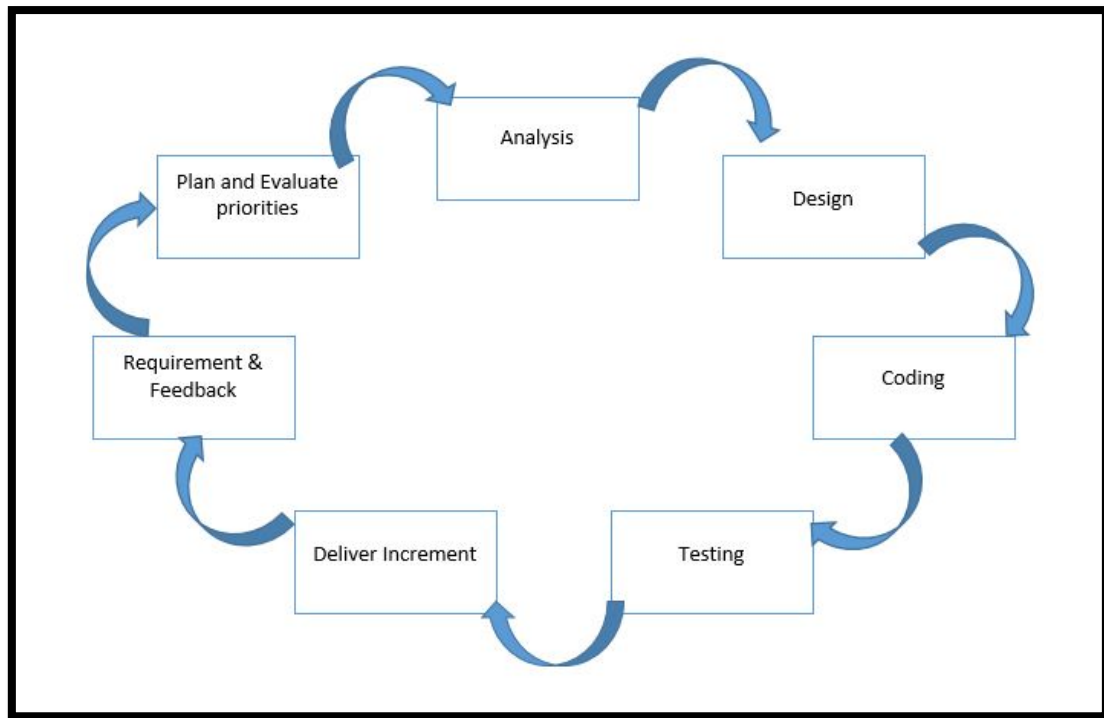 Analysis
Plan and Evaluate
priorities
Design
Requirement &
Feedback
Coding
Deliver Increment
Testing